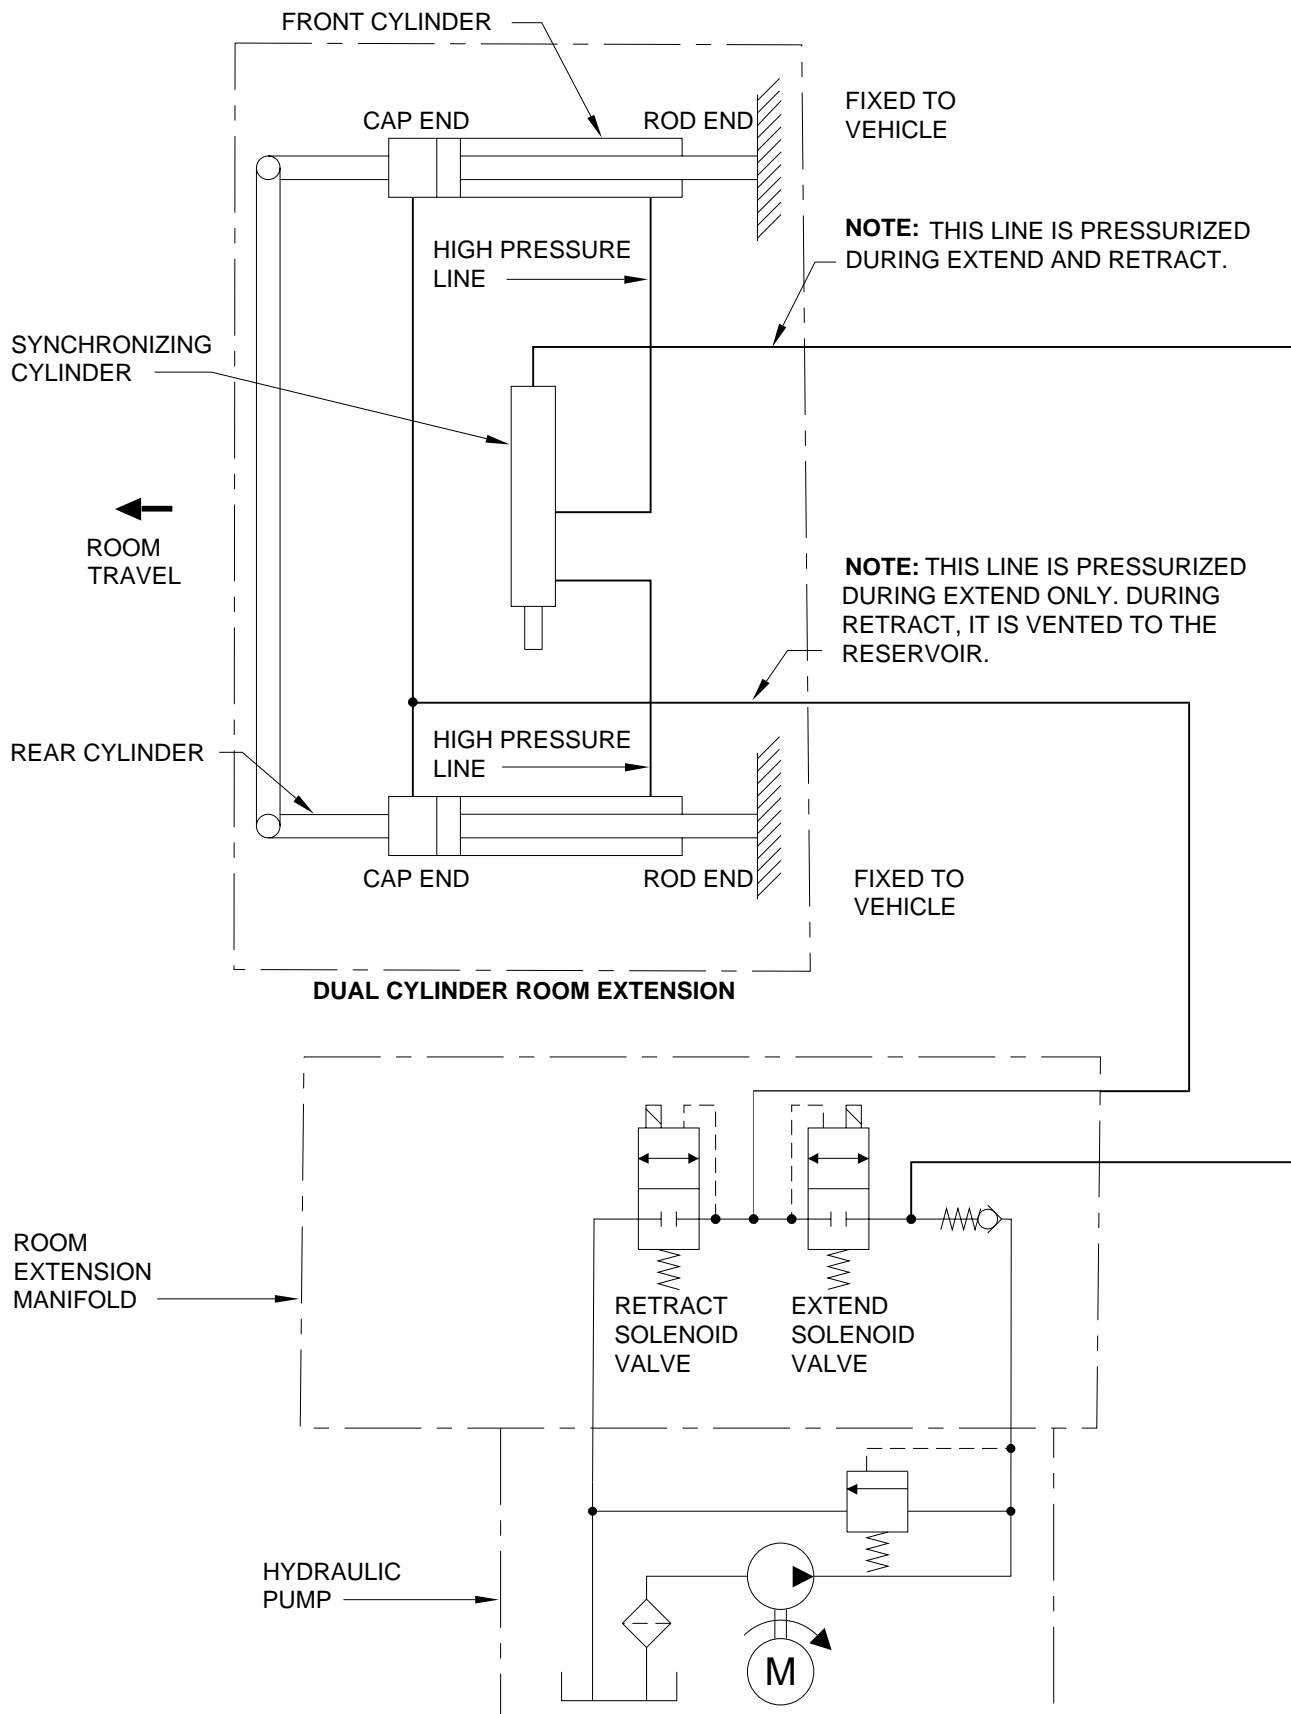 FRONT CYLINDER
CAP END
ROD END
FIXED TO
VEHICLE
NOTE: THIS LINE IS PRESSURIZED
DURING EXTEND AND RETRACT.
HIGH PRESSURE
LINE
SYNCHRONIZING
CYLINDER
ROOM
TRAVEL
NOTE: THIS LINE IS PRESSURIZED
DURING EXTEND ONLY. DURING
RETRACT, IT IS VENTED TO THE
RESERVOIR.
REAR CYLINDER
HIGH PRESSURE
LINE
CAP END
ROD END
FIXED TO
VEHICLE
DUAL CYLINDER ROOM EXTENSION
ROOM
EXTENSION
MANIFOLD
RETRACT
SOLENOID
VALVE
EXTEND
SOLENOID
VALVE
HYDRAULIC
PUMP
M